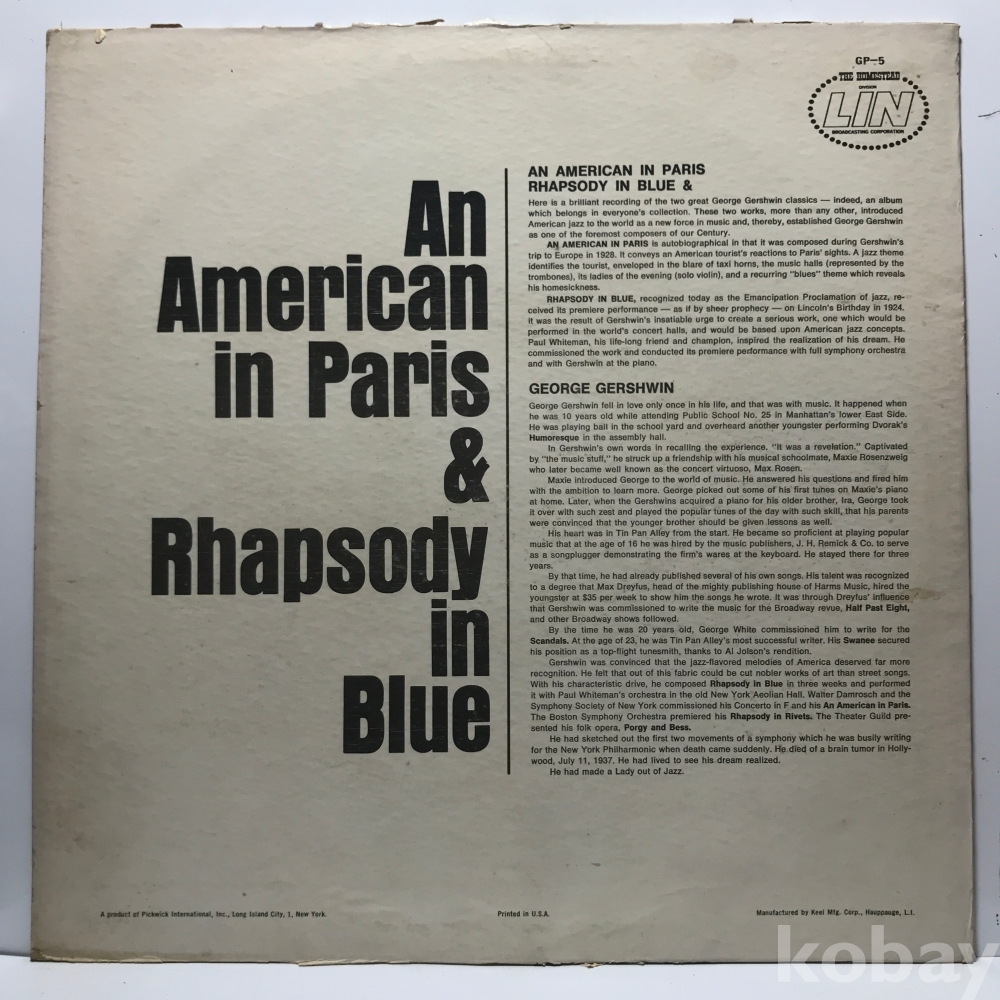 GP-5
THE HOMESTEAD
DIVISION
LIN
BROADCASTING CORPORATION
An
American
in Paris
&
Rhapsody
in
Blue
AN AMERICAN IN PARIS
RHAPSODY IN BLUE &
Here is a brilliant recording of the two great George Gershwin classics — indeed, an album
which belongs in everyone's collection. These two works, more than any other, introduced
American jazz to the world as a new force in music and, thereby, established George Gershwin
as one of the foremost composers of our Century.
AN AMERICAN IN PARIS is autobiographical in that it was composed during Gershwin's
trip to Europe in 1928. It conveys an American tourist's reactions to Paris' sights. A jazz theme
identifies the tourist, enveloped in the blare of taxi horns, the music halls (represented by the
trombones), its ladies of the evening (solo violin), and a recurring "blues" theme which reveals
his homesickness.
RHAPSODY IN BLUE, recognized today as the Emancipation Proclamation of jazz, re-
ceived its premiere performance — as if by sheer prophecy — on Lincoln's Birthday in 1924.
It was the result of Gershwin's insatiable urge to create a serious work, one which would be
performed in the world's concert halls, and would be based upon American jazz concepts.
Paul Whiteman, his life-long friend and champion, inspired the realization of his dream. He
commissioned the work and conducted its premiere performance with full symphony orchestra
and with Gershwin at the piano.
GEORGE GERSHWIN
George Gershwin fell in love only once in his life, and that was with music. It happened when
he was 10 years old while attending Public School No. 25 in Manhattan's lower East Side.
He was playing ball in the school yard and overheard another youngster performing Dvorak's
Humoresque in the assembly hall.
In Gershwin's own words in recalling the experience. "It was a revelation." Captivated
by "the music stuff," he struck up a friendship with his musical schoolmate, Maxie Rosenzweig
who later became well known as the concert virtuoso, Max Rosen.
Maxie introduced George to the world of music. He answered his questions and fired him
with the ambition to learn more. George picked out some of his first tunes on Maxie's piano
at home. Later, when the Gershwins acquired a piano for his older brother, Ira, George took
it over with such zest and played the popular tunes of the day with such skill, that his parents
were convinced that the younger brother should be given lessons as well.
His heart was in Tin Pan Alley from the start. He became so proficient at playing popular
music that at the age of 16 he was hired by the music publishers, J. H. Remick & Co. to serve
as a songplugger demonstrating the firm's wares at the keyboard. He stayed there for three
years.
By that time, he had already published several of his own songs. His talent was recognized
to a degree that Max Dreyfus, head of the mighty publishing house of Harms Music, hired the
youngster at $35 per week to show him the songs he wrote. It was through Dreyfus' influence
that Gershwin was commissioned to write the music for the Broadway revue, Half Past Eight,
and other Broadway shows followed.
By the time he was 20 years old, George White commissioned him to write for the
Scandals. At the age of 23, he was Tin Pan Alley's most successful writer. His Swanee secured
his position as a top-flight tunesmith, thanks to Al Jolson's rendition.
Gershwin was convinced that the jazz-flavored melodies of America deserved far more
recognition. He felt that out of this fabric could be cut nobler works of art than street songs.
With his characteristic drive, he composed Rhapsody in Blue in three weeks and performed
it with Paul Whiteman's orchestra in the old New York Aeolian Hall. Walter Damrosch and the
Symphony Society of New York commissioned his Concerto in F and his An American in Paris.
The Boston Symphony Orchestra premiered his Rhapsody in Rivets. The Theater Guild pre-
sented his folk opera, Porgy and Bess.
He had sketched out the first two movements of a symphony which he was busily writing
for the New York Philharmonic when death came suddenly. He died of a brain tumor in Holly-
wood, July 11, 1937. He had lived to see his dream realized.
He had made a Lady out of Jazz.
A product of Pickwick International, Inc., Long Island City, 1, New York.
Printed in U.S.A.
Manufactured by Keel Mfg. Corp., Hauppauge, L.I.
kobay